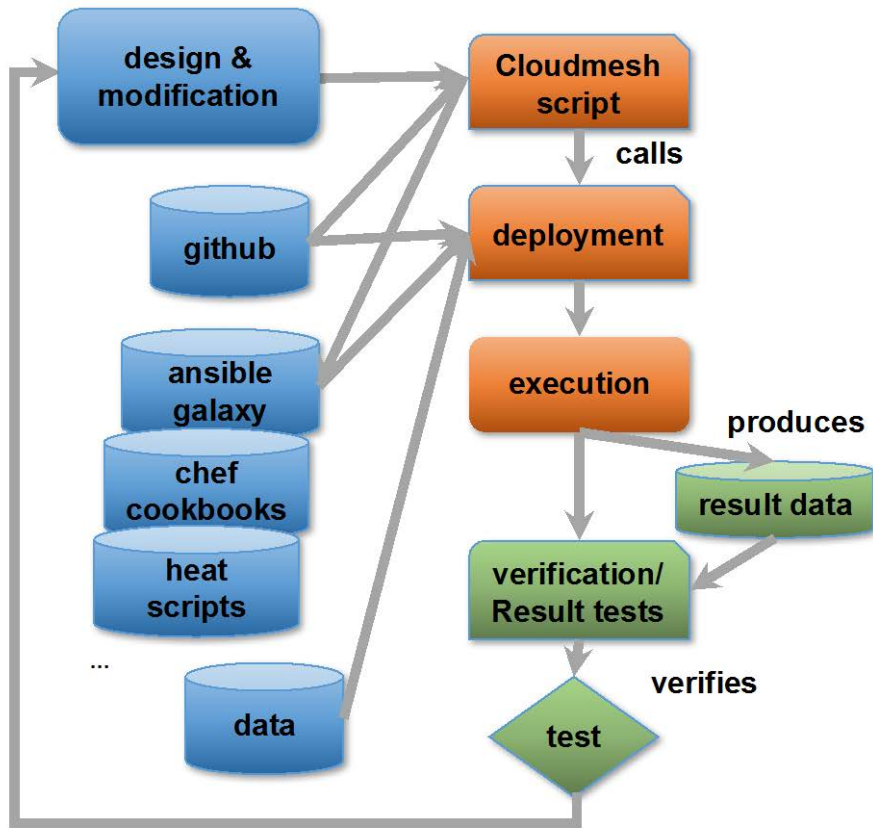 design &
modification
Cloudmesh
script
calls
github
deployment
ansible
galaxy
execution
produces
chef
cookbooks
result data
heat
scripts
verification/
Result tests
...
verifies
data
test